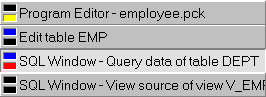 Program Editor - employee.pck
Edit table EMP
SQL Window - Query data of table DEPT
SQL Window - View source of view V_EMP